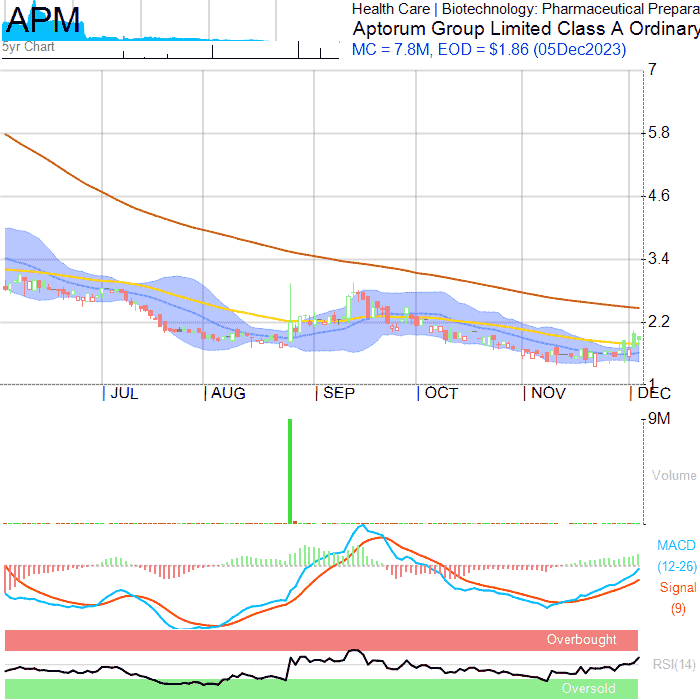 APM
Health Care | Biotechnology: Pharmaceutical Prepara
Aptorum Group Limited Class A Ordinary
MC = 7.8M, EOD = $1.86 (05Dec2023)
5yr Chart
7
5.8
4.6
3.4
2.2
1
JUL AUG SEP OCT NOV DEC
9M
Volume
MACD
(12-26)
Signal
(9)
Overbought
RSI(14)
Oversold